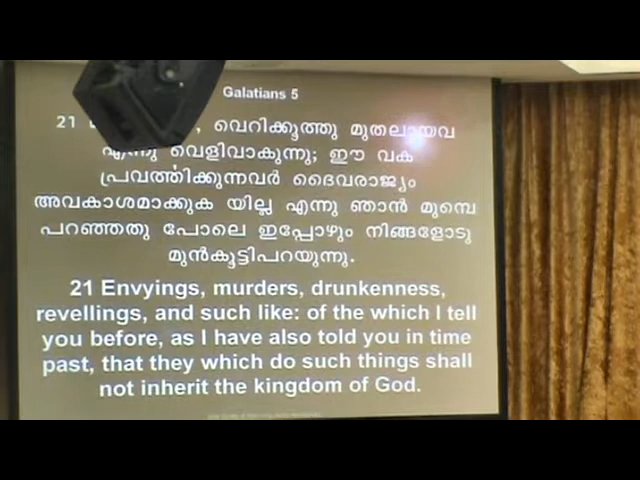 Galatians 5
21 , വെറിക്കൂത്തു മുതലായവ
എന്നു വെളിവാകുന്നു; ഈ വക
പ്രവർത്തിക്കുന്നവർ ദൈവരാജ്യം
അവകാശമാക്കുക യില്ല എന്നു ഞാൻ മുമ്പെ
പറഞ്ഞതു പോലെ ഇപ്പോഴും നിങ്ങളോടു
മുൻകൂട്ടിപറയുന്നു.
21 Envyings, murders, drunkenness,
revellings, and such like: of the which I tell
you before, as I have also told you in time
past, that they which do such things shall
not inherit the kingdom of God.